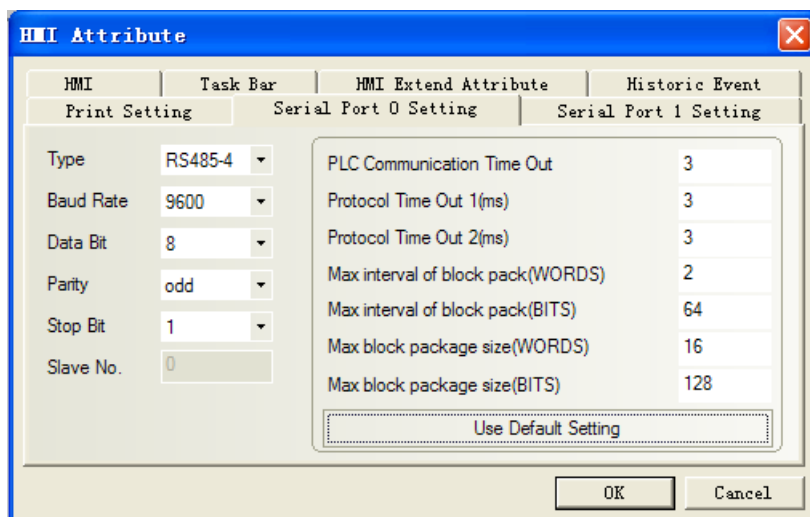 HMI Attribute
HMI Task Bar HMI Extend Attribute Historic Event
Print Setting Serial Port 0 Setting Serial Port 1 Setting
Type RS485-4
Baud Rate 9600
Data Bit 8
Parity odd
Stop Bit 1
Slave No. 0
PLC Communication Time Out 3
Protocol Time Out 1(ms) 3
Protocol Time Out 2(ms) 3
Max interval of block pack(WORDS) 2
Max interval of block pack(BITS) 64
Max block package size(WORDS) 16
Max block package size(BITS) 128
Use Default Setting
OK Cancel